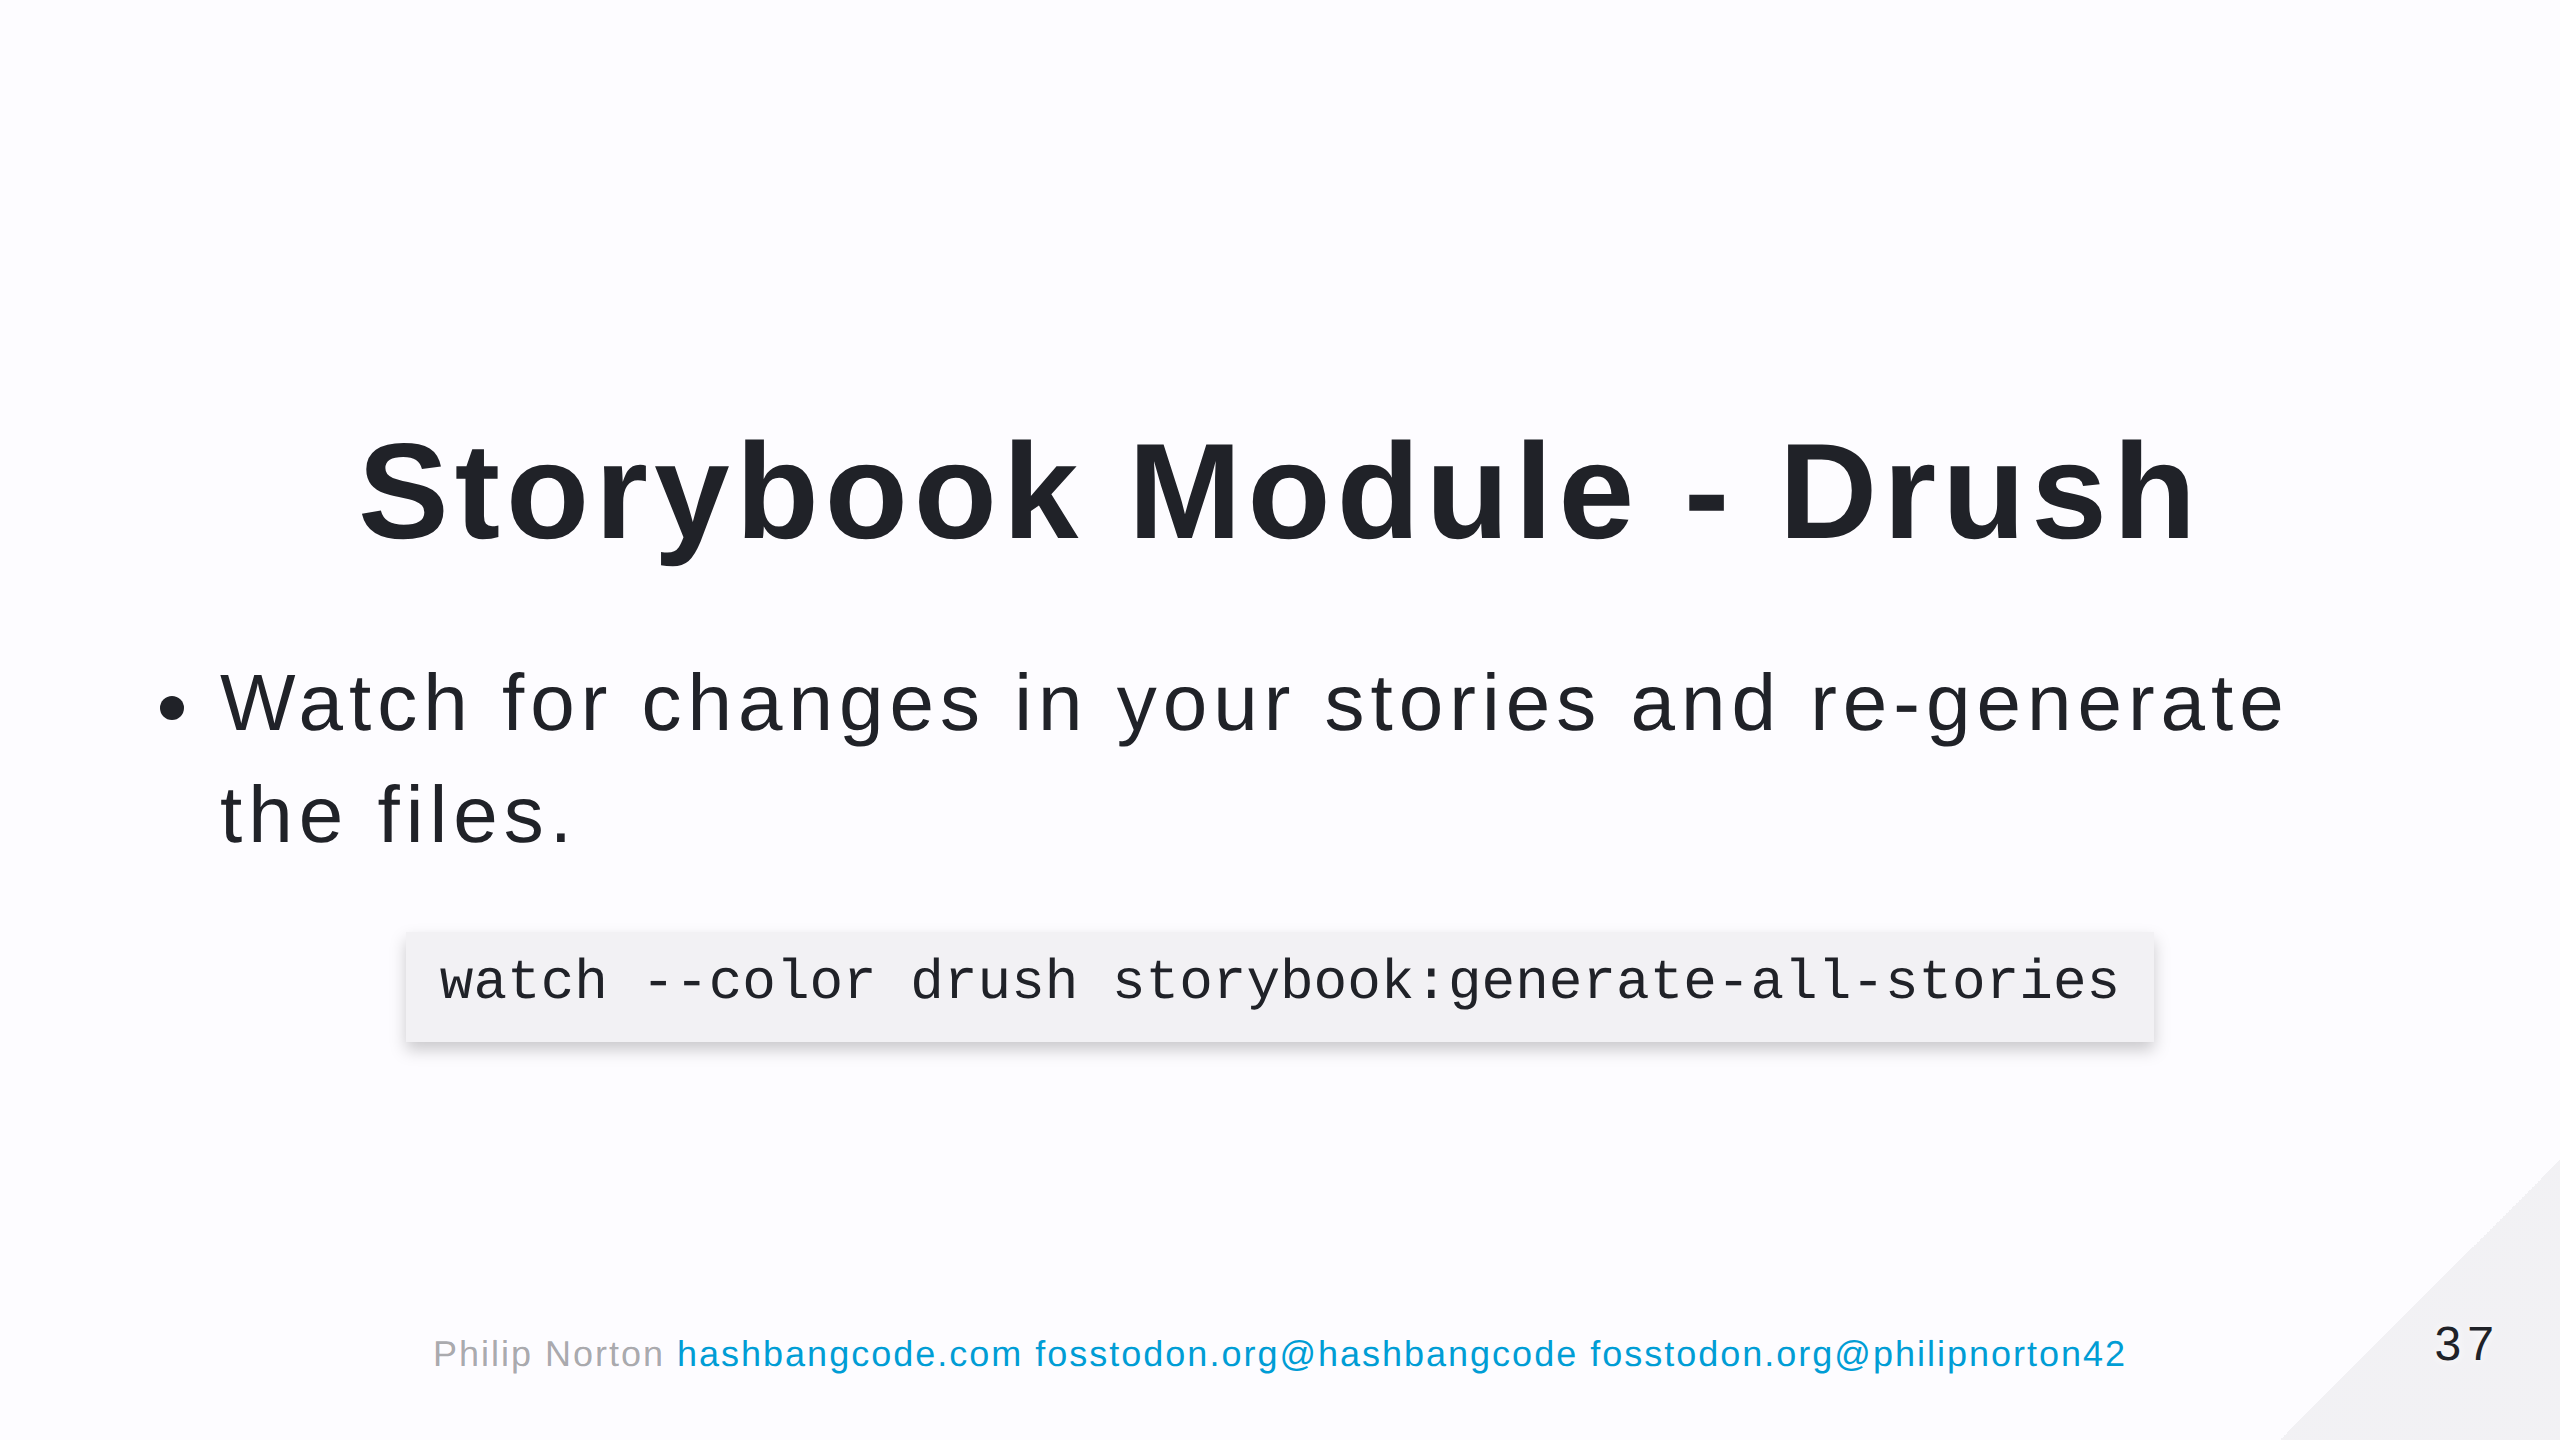 Storybook Module - Drush
• Watch for changes in your stories and re-generate
the files.
watch --color drush storybook:generate-all-stories
Philip Norton hashbangcode.com fosstodon.org@hashbangcode fosstodon.org@philipnorton42
37